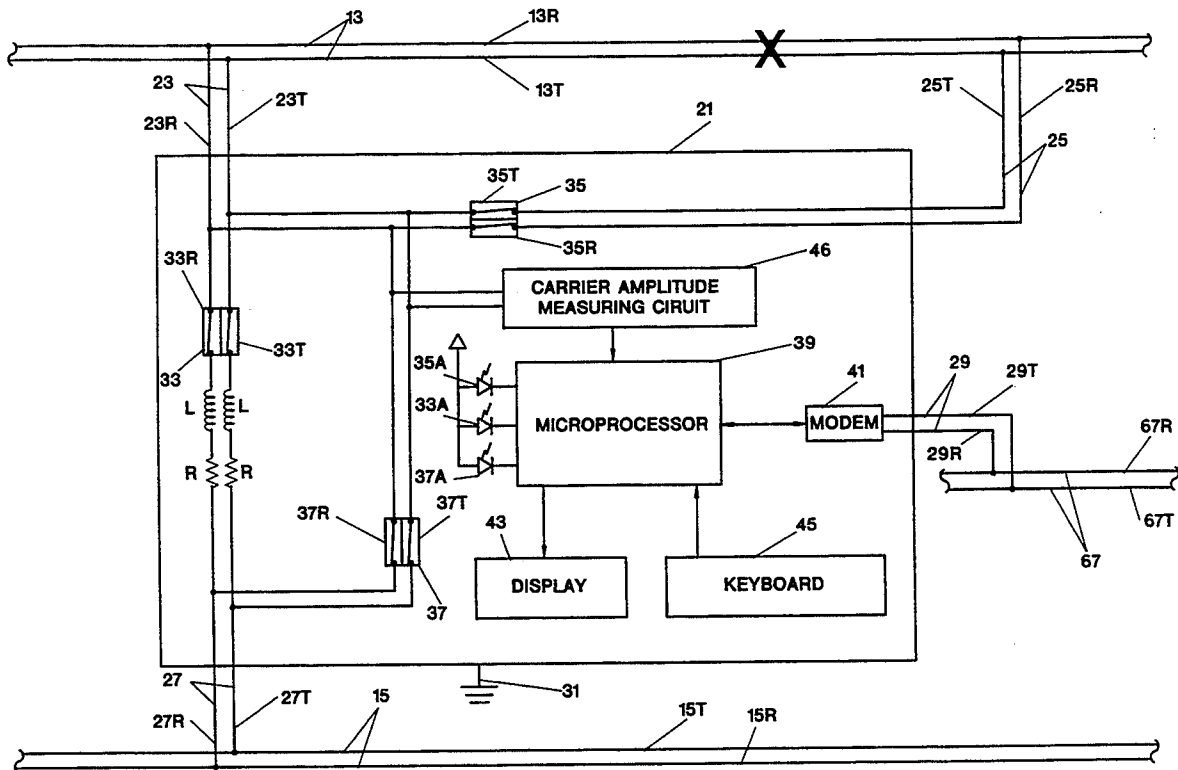 13
13R
13T
23
23T
23R
25T
25R
25
21
35T
35
35R
33R
33T
33
46
CARRIER AMPLITUDE
MEASURING CIRUIT
39
35A
33A
37A
MICROPROCESSOR
41
MODEM
29
29T
29R
67R
67T
67
L
L
R
R
37R
37T
37
43
DISPLAY
45
KEYBOARD
31
27
27T
27R
15
15T
15R